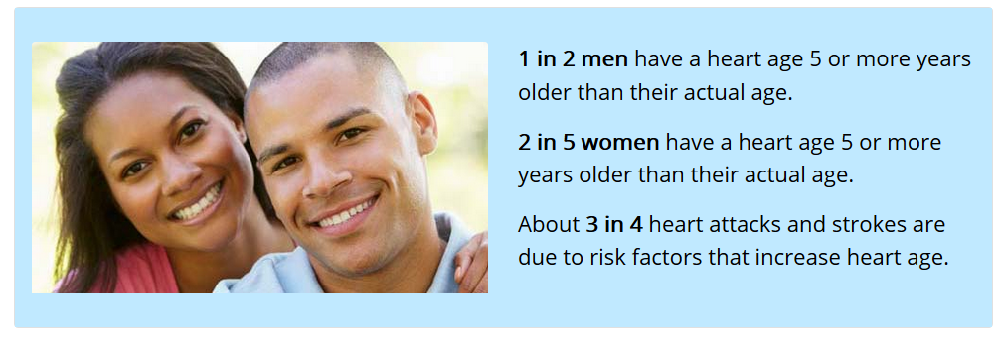 1 in 2 men have a heart age 5 or more years
older than their actual age.
2 in 5 women have a heart age 5 or more
years older than their actual age.
About 3 in 4 heart attacks and strokes are
due to risk factors that increase heart age.